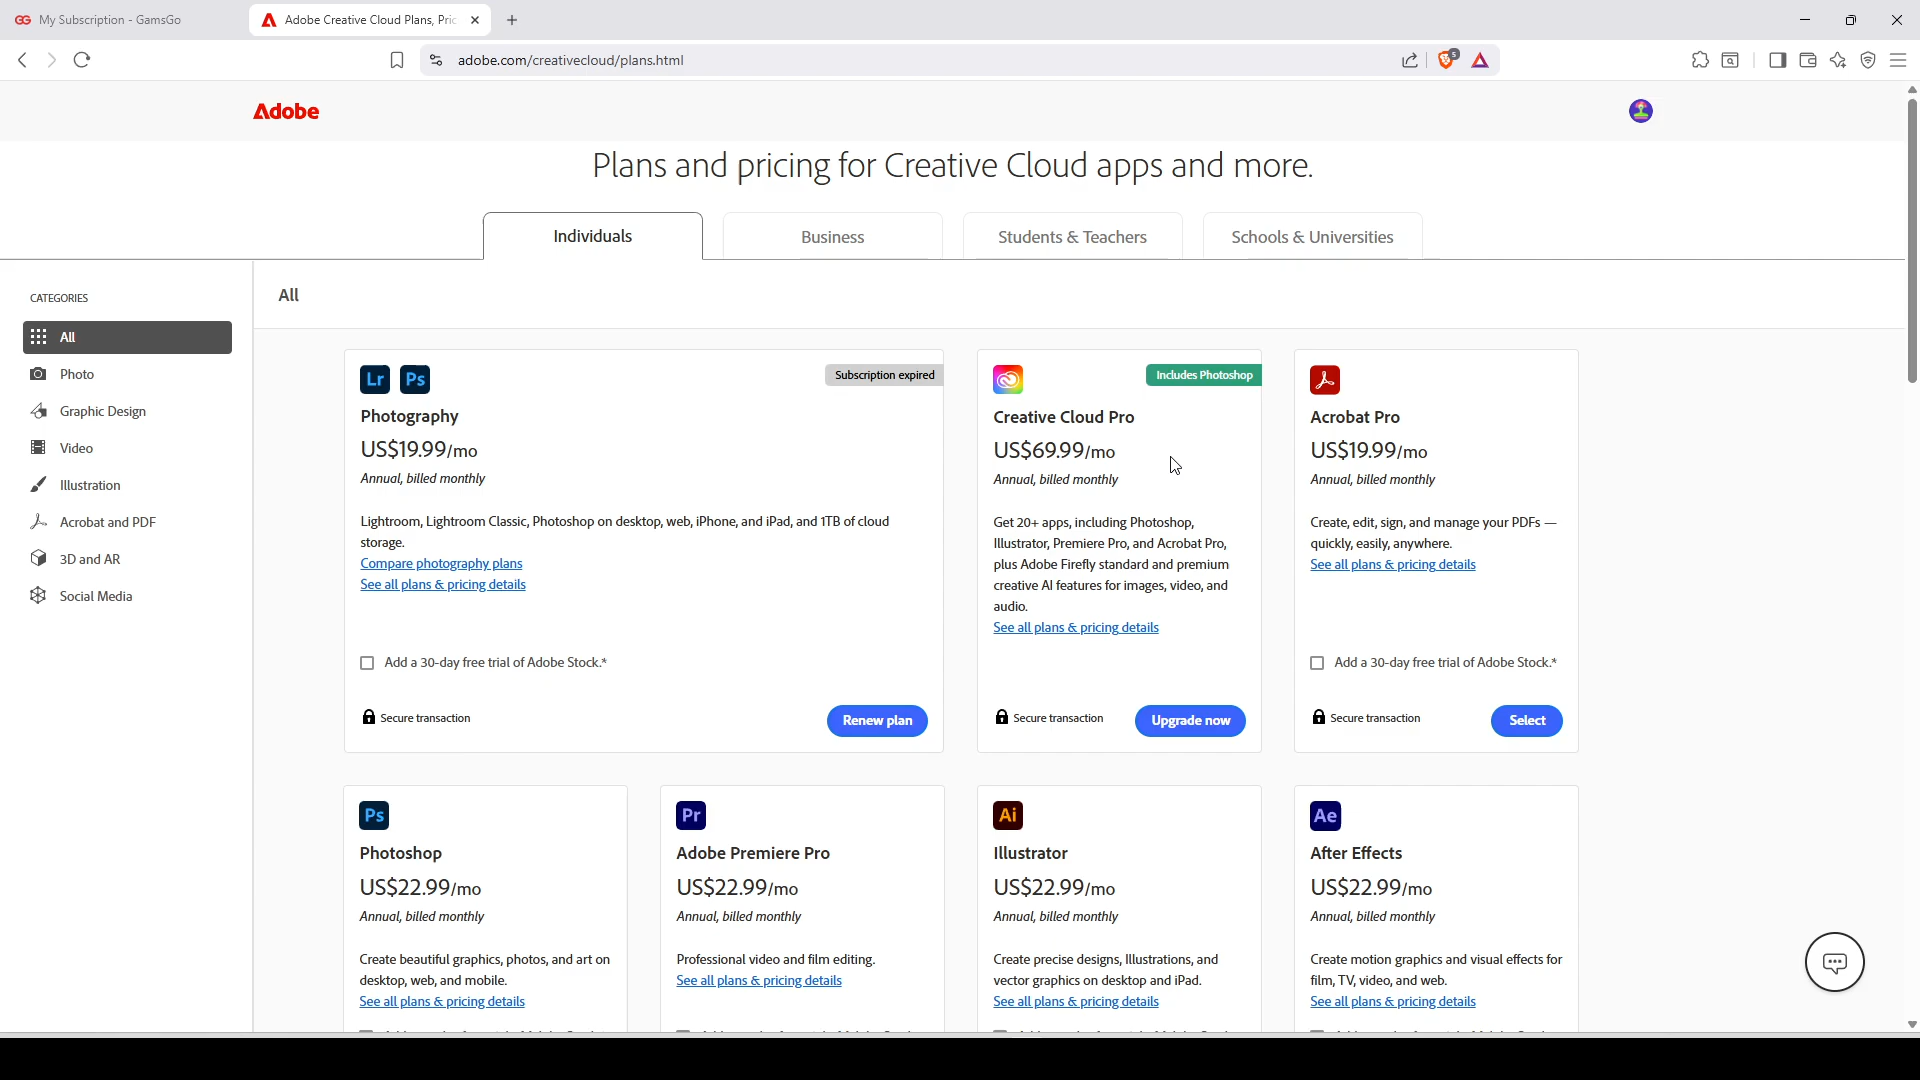 GG My Subscription - GamsGo
Adobe Creative Cloud Plans, Pric
adobe.com/creativecloud/plans.html
5
Adobe
Plans and pricing for Creative Cloud apps and more.
Individuals
Business
Students & Teachers
Schools & Universities
CATEGORIES
All
Photo
Graphic Design
Video
Illustration
Acrobat and PDF
3D and AR
Social Media
All
Lr Ps
Subscription expired
Photography
US$19.99/mo
Annual, billed monthly
Lightroom, Lightroom Classic, Photoshop on desktop, web, iPhone, and iPad, and 1TB of cloud
storage.
Compare photography plans
See all plans & pricing details
Add a 30-day free trial of Adobe Stock.*
Secure transaction
Renew plan
Includes Photoshop
Creative Cloud Pro
US$69.99/mo
Annual, billed monthly
Get 20+ apps, including Photoshop,
Illustrator, Premiere Pro, and Acrobat Pro,
plus Adobe Firefly standard and premium
creative AI features for images, video, and
audio.
See all plans & pricing details
Secure transaction
Upgrade now
Acrobat Pro
US$19.99/mo
Annual, billed monthly
Create, edit, sign, and manage your PDFs —
quickly, easily, anywhere.
See all plans & pricing details
Add a 30-day free trial of Adobe Stock.*
Secure transaction
Select
Ps
Photoshop
US$22.99/mo
Annual, billed monthly
Create beautiful graphics, photos, and art on
desktop, web, and mobile.
See all plans & pricing details
Pr
Adobe Premiere Pro
US$22.99/mo
Annual, billed monthly
Professional video and film editing.
See all plans & pricing details
Ai
Illustrator
US$22.99/mo
Annual, billed monthly
Create precise designs, Illustrations, and
vector graphics on desktop and iPad.
See all plans & pricing details
Ae
After Effects
US$22.99/mo
Annual, billed monthly
Create motion graphics and visual effects for
film, TV, video, and web.
See all plans & pricing details